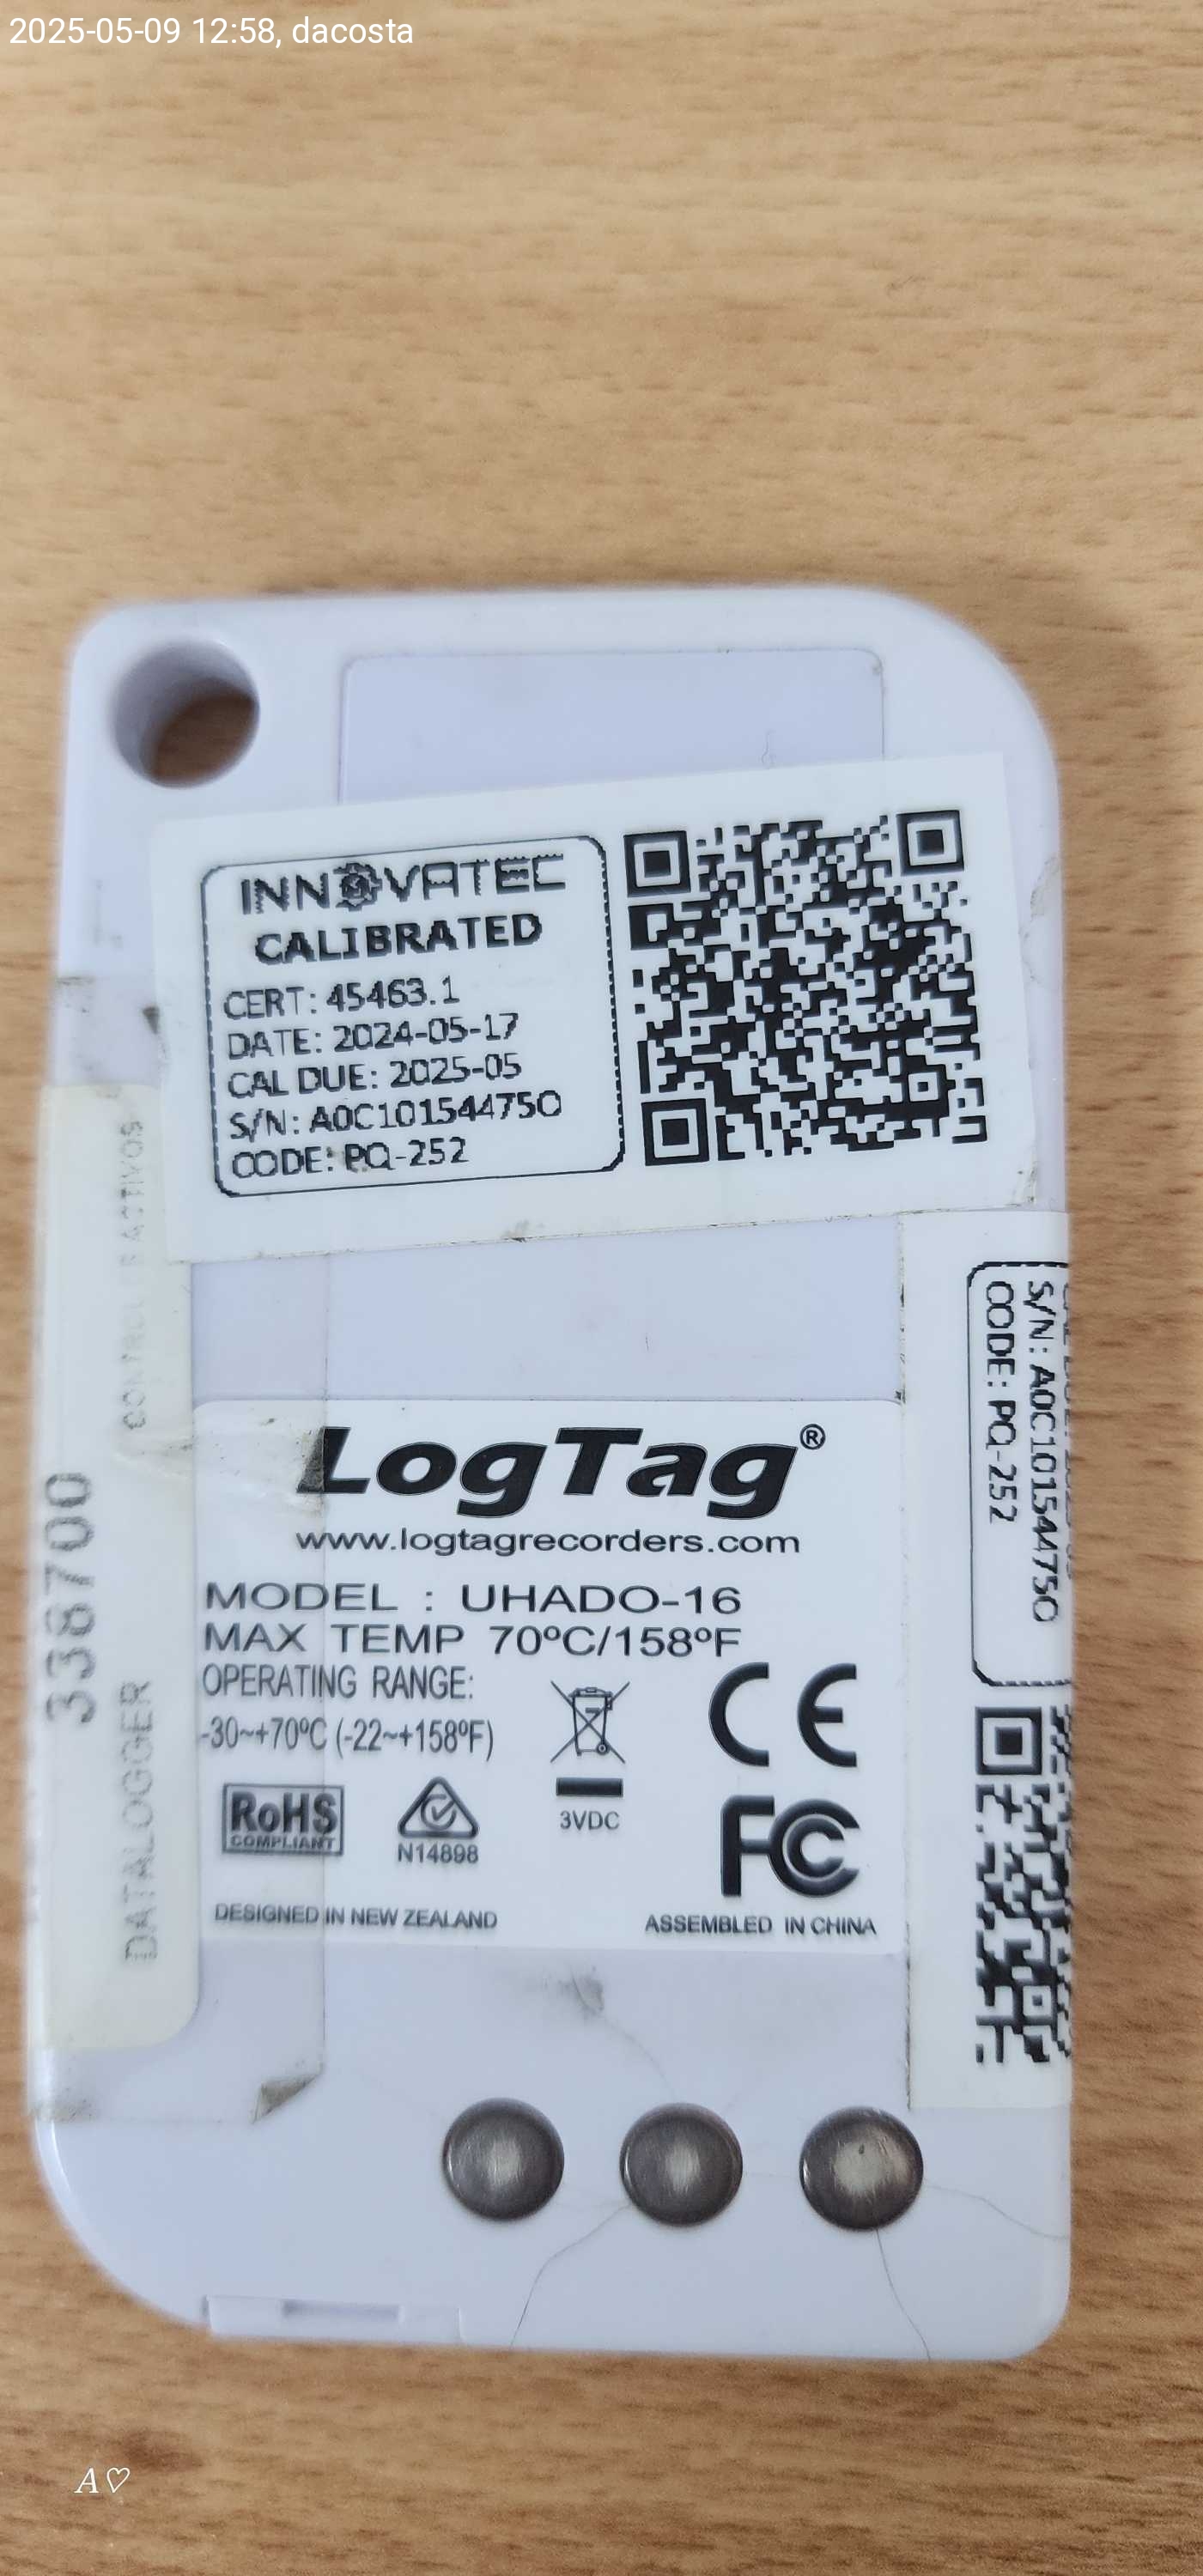 2025-05-09 12:58, dacosta
INNOVATEC
CALIBRATED
CERT: 45463.1
DATE: 2024-05-17
CAL DUE: 2025-05
S/N: A0C101544750
CODE: PQ-252
S/N: A0C101544750
CODE: PQ-252
CONTROL ACTIVOS
338700
DATALOGGER
LogTag®
www.logtagrecorders.com
MODEL : UHADO-16
MAX TEMP 70ºC/158ºF
OPERATING RANGE:
-30~+70ºC (-22~+158ºF)
CE
RoHS
COMPLIANT
N14898
3VDC
FC
DESIGNED IN NEW ZEALAND
ASSEMBLED IN CHINA
A♡